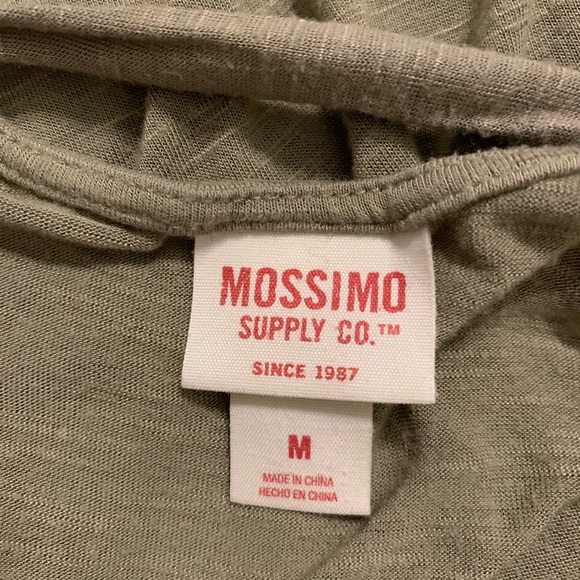 MOSSIMO
SUPPLY CO.™
SINCE 1987
M
MADE IN CHINA
HECHO EN CHINA